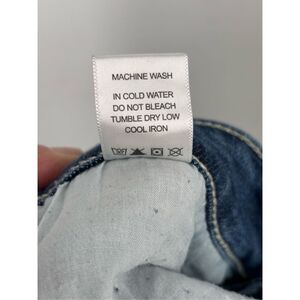 MACHINE WASH
IN COLD WATER
DO NOT BLEACH
TUMBLE DRY LOW
COOL IRON